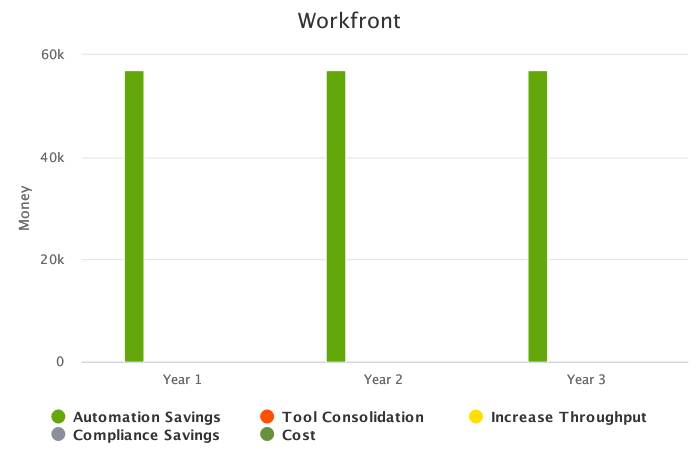 Workfront
60k
40k
20k
0
Money
Year 1
Year 2
Year 3
Automation Savings
Tool Consolidation
Increase Throughput
Compliance Savings
Cost